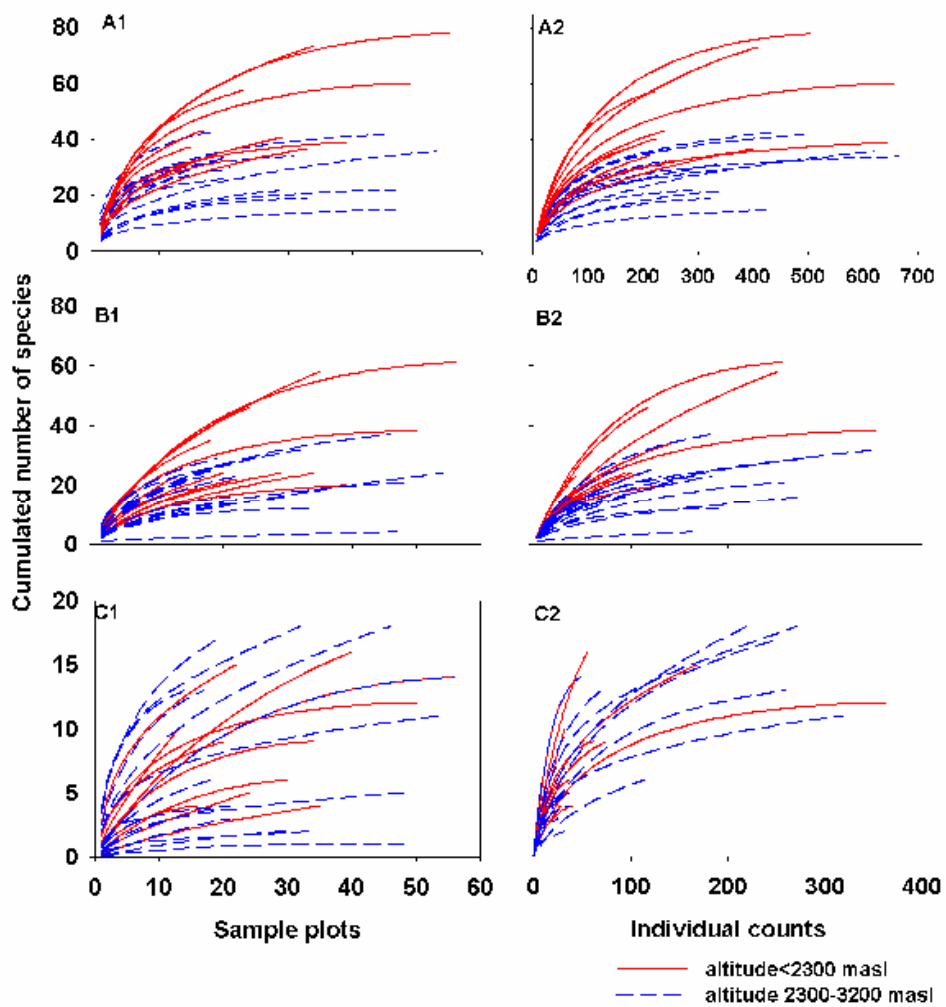 A1
A2
80
60
40
20
0
0 100 200 300 400 500 600 700
Cumulated number of species
B1
B2
80
60
40
20
0
C1
C2
20
15
10
5
0
0 10 20 30 40 50 60
0 100 200 300 400
Sample plots
Individual counts
altitude<2300 masl
altitude 2300-3200 masl